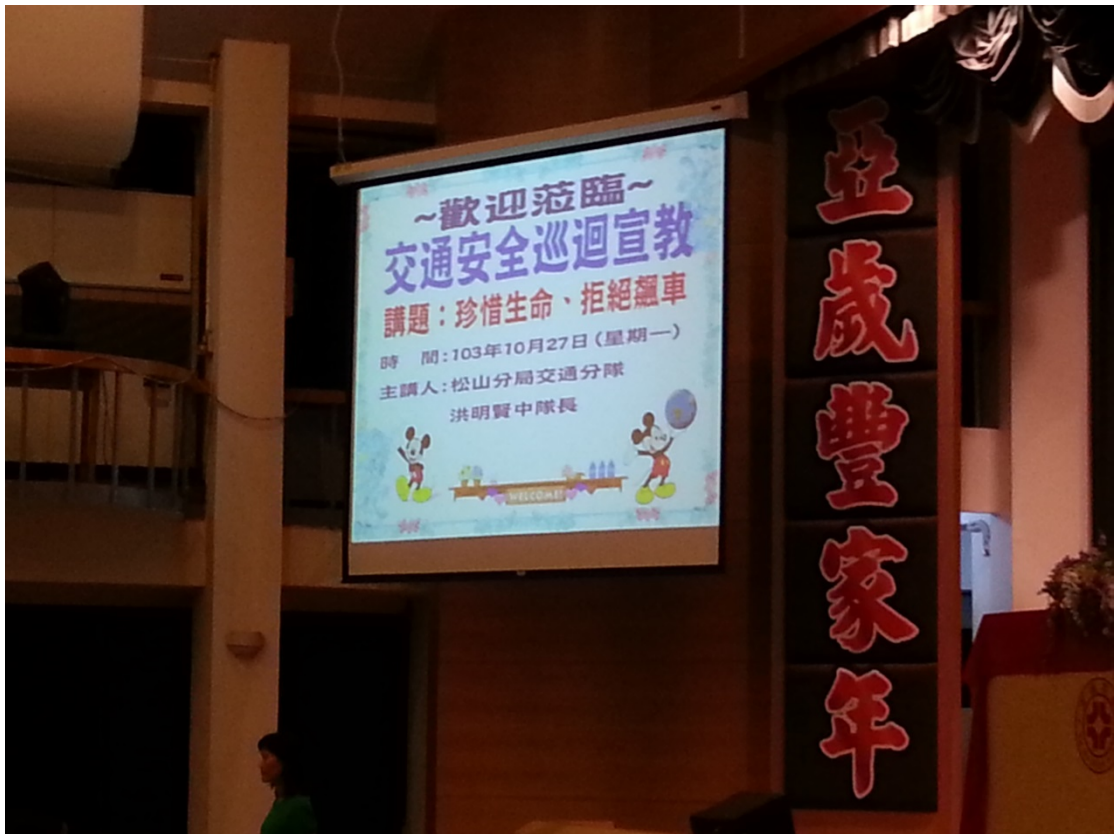 ~歡迎蒞臨~
交通安全巡迴宣教
講題：珍惜生命、拒絕飆車
時 間:103年10月27日(星期一)
主講人:松山分局交通分隊
洪明賢中隊長
WELCOME!
亞歲豐家年